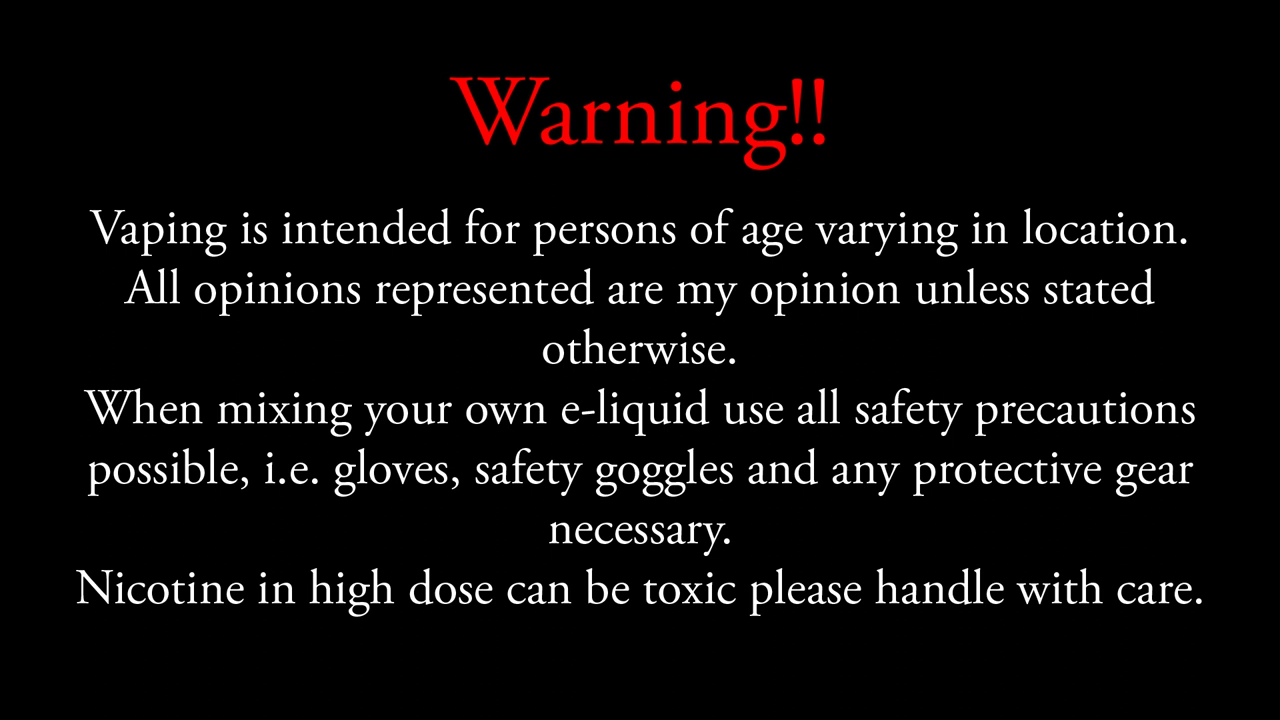 Warning!!
Vaping is intended for persons of age varying in location.
All opinions represented are my opinion unless stated
otherwise.
When mixing your own e-liquid use all safety precautions
possible, i.e. gloves, safety goggles and any protective gear
necessary.
Nicotine in high dose can be toxic please handle with care.